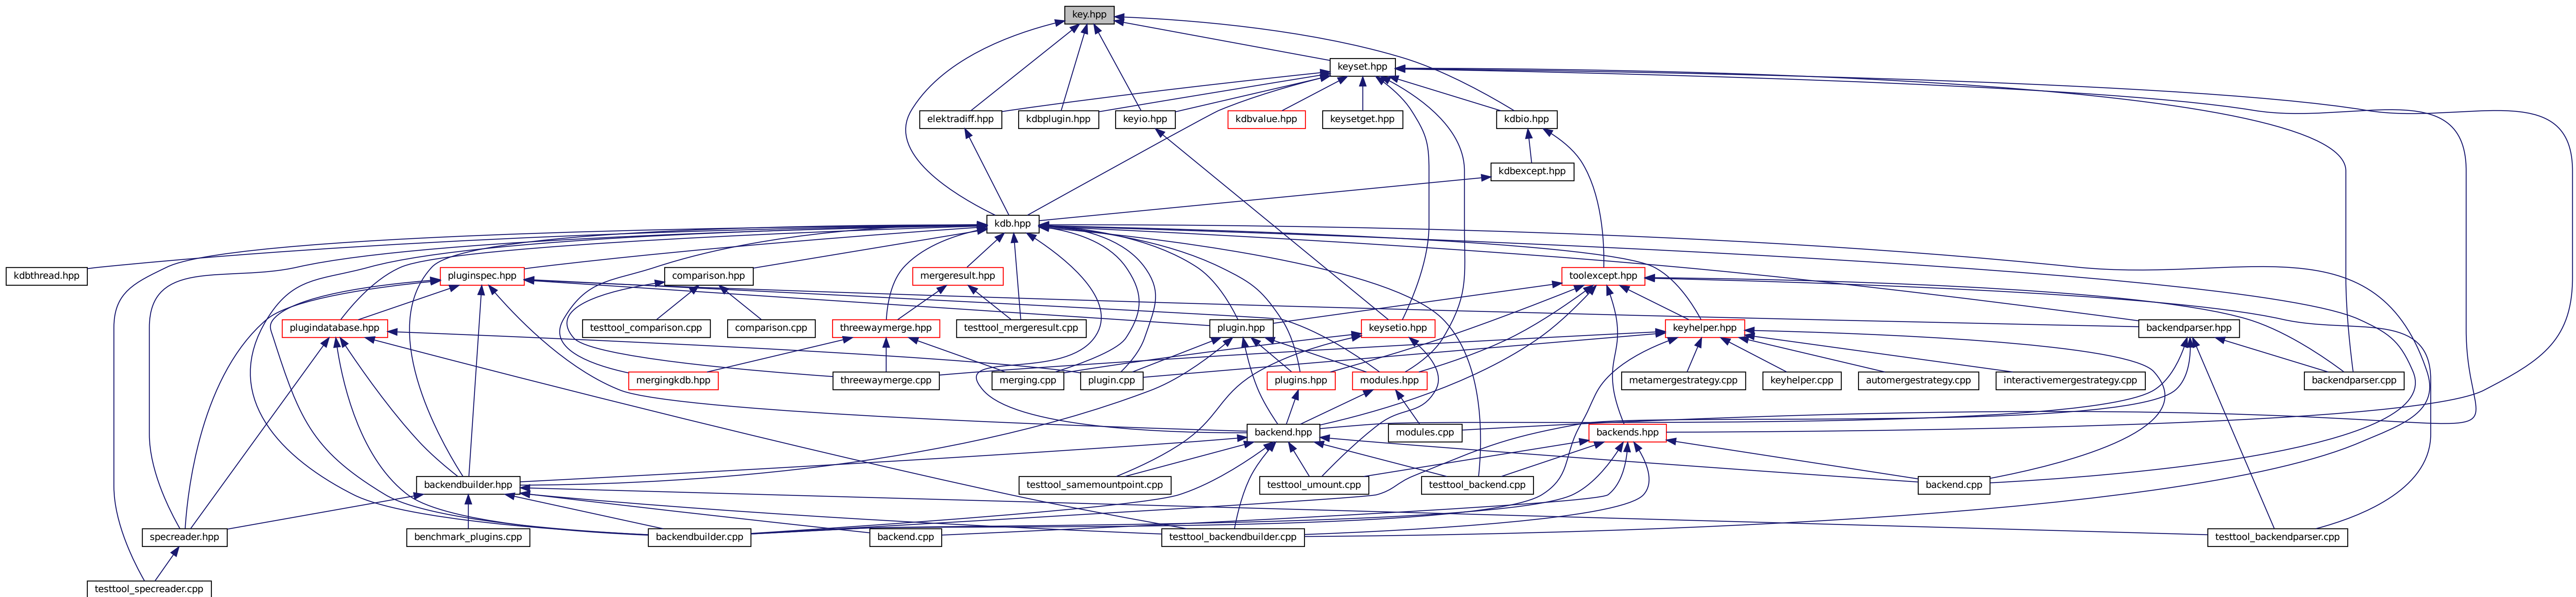 key.hpp
keyset.hpp
elektradiff.hpp
kdbplugin.hpp
keyio.hpp
kdbvalue.hpp
keysetget.hpp
kdbio.hpp
kdbexcept.hpp
kdb.hpp
kdbthread.hpp
pluginspec.hpp
comparison.hpp
mergeresult.hpp
toolexcept.hpp
plugindatabase.hpp
testtool_comparison.cpp
comparison.cpp
threewaymerge.hpp
testtool_mergeresult.cpp
plugin.hpp
keysetio.hpp
keyhelper.hpp
backendparser.hpp
mergingkdb.hpp
threewaymerge.cpp
merging.cpp
plugin.cpp
plugins.hpp
modules.hpp
metamergestrategy.cpp
keyhelper.cpp
automergestrategy.cpp
interactivemergestrategy.cpp
backendparser.cpp
backend.hpp
modules.cpp
backends.hpp
backendbuilder.hpp
testtool_samemountpoint.cpp
testtool_umount.cpp
testtool_backend.cpp
backend.cpp
specreader.hpp
benchmark_plugins.cpp
backendbuilder.cpp
backend.cpp
testtool_backendbuilder.cpp
testtool_backendparser.cpp
testtool_specreader.cpp